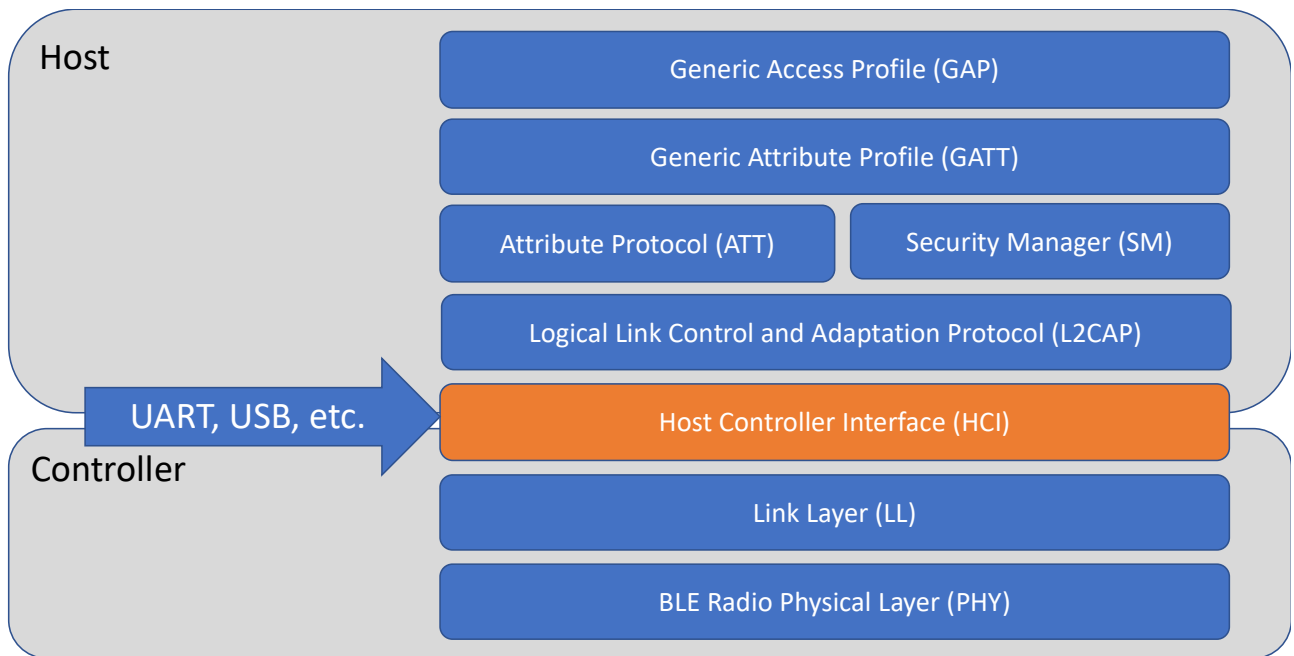 Host
Generic Access Profile (GAP)
Generic Attribute Profile (GATT)
Attribute Protocol (ATT)
Security Manager (SM)
Logical Link Control and Adaptation Protocol (L2CAP)
UART, USB, etc.
Host Controller Interface (HCI)
Controller
Link Layer (LL)
BLE Radio Physical Layer (PHY)